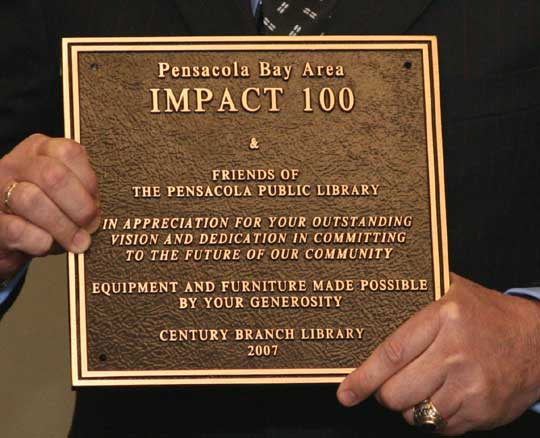 Pensacola Bay Area
IMPACT 100
&
FRIENDS OF
THE PENSACOLA PUBLIC LIBRARY
IN APPRECIATION FOR YOUR OUTSTANDING
VISION AND DEDICATION IN COMMITTING
TO THE FUTURE OF OUR COMMUNITY
EQUIPMENT AND FURNITURE MADE POSSIBLE
BY YOUR GENEROSITY
CENTURY BRANCH LIBRARY
2007